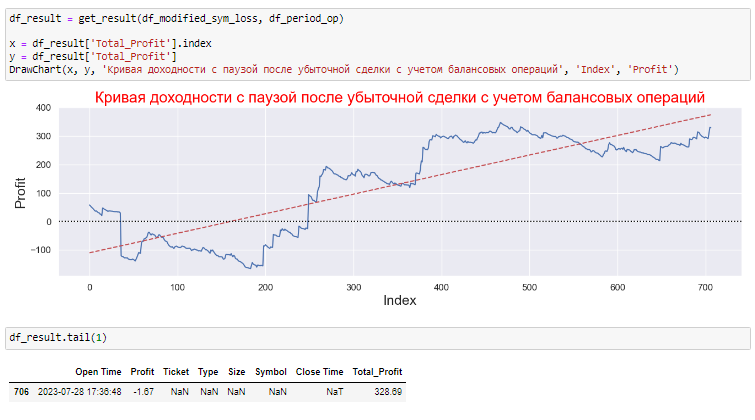 df_result = get_result(df_modified_sym_loss, df_period_op)
x = df_result['Total_Profit'].index
y = df_result['Total_Profit']
DrawChart(x, y, 'Кривая доходности с паузой после убыточной сделки с учетом балансовых операций', 'Index', 'Profit')
Кривая доходности с паузой после убыточной сделки с учетом балансовых операций
400
300
200
100
0
−100
Profit
0 100 200 300 400 500 600 700
Index
df_result.tail(1)
Open Time Profit Ticket Type Size Symbol Close Time Total_Profit
706 2023-07-28 17:36:48 -1.67 NaN NaN NaN NaN NaT 328.69